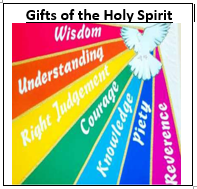 Gifts of the Holy Spirit
Wisdom
Understanding
Right Judgement
Courage
Knowledge
Piety
Reverence